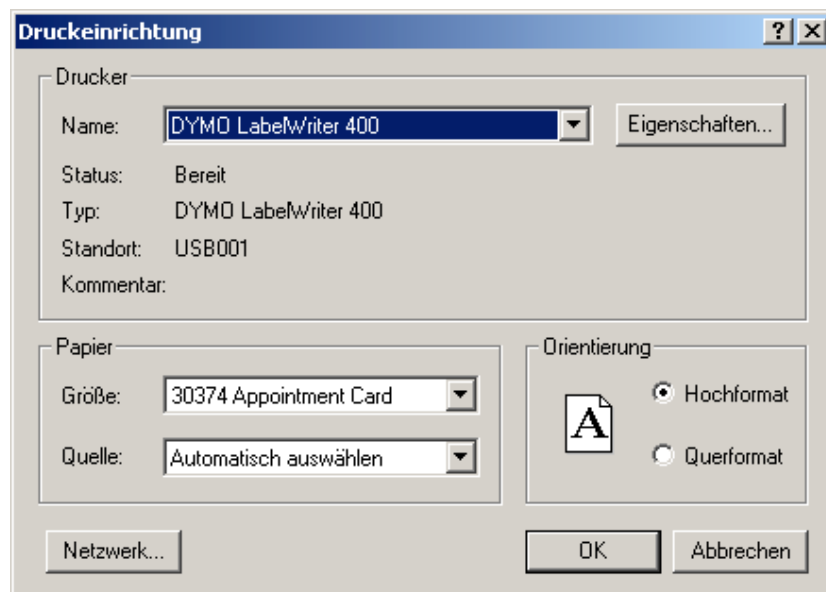 Druckeinrichtung
Drucker
Name: DYMO LabelWriter 400 Eigenschaften...
Status: Bereit
Typ: DYMO LabelWriter 400
Standort: USB001
Kommentar:
Papier
Größe: 30374 Appointment Card
Quelle: Automatisch auswählen
Orientierung
A
Hochformat
Querformat
Netzwerk... OK Abbrechen